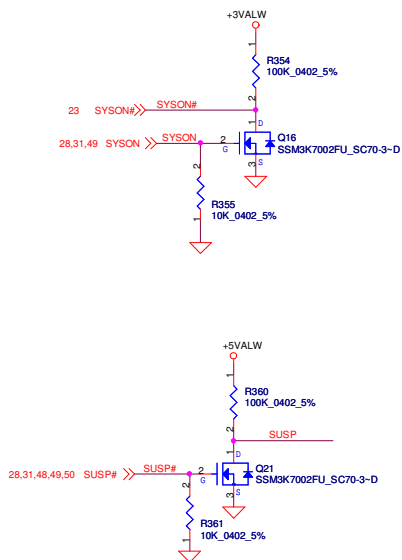 +3VALW
1
R354
100K_0402_5%
2
23 SYSON# SYSON#
1 D
Q16
SSM3K7002FU_SC70-3~D
28,31,49 SYSON SYSON 2 G
3 S
2
R355
10K_0402_5%
1
+5VALW
1
R360
100K_0402_5%
2
SUSP
1 D
Q21
SSM3K7002FU_SC70-3~D
28,31,48,49,50 SUSP# SUSP# 2 G
3 S
2
R361
10K_0402_5%
1